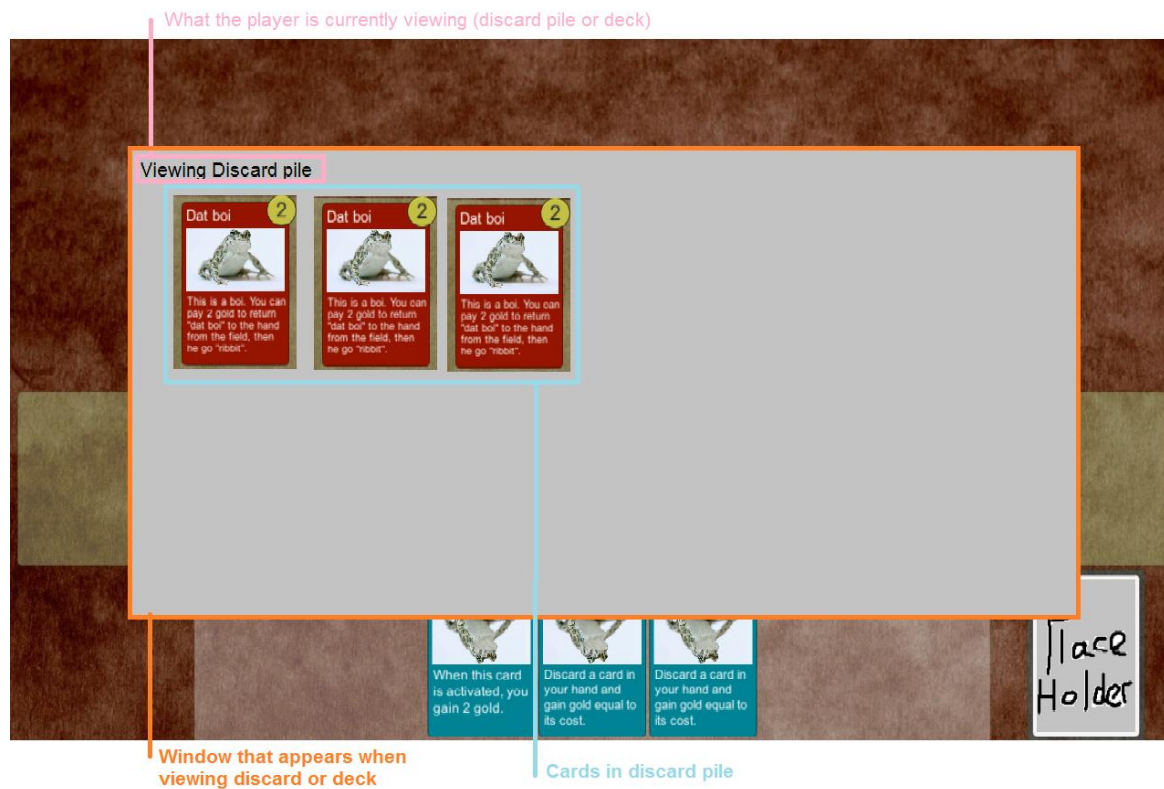 What the player is currently viewing (discard pile or deck)
Viewing Discard pile
Dat boi 2
This is a boi. You can
pay 2 gold to return
"dat boi" to the hand
from the field, then
he go "ribbit".
Dat boi 2
This is a boi. You can
pay 2 gold to return
"dat boi" to the hand
from the field, then
he go "ribbit".
Dat boi 2
This is a boi. You can
pay 2 gold to return
"dat boi" to the hand
from the field, then
he go "ribbit".
When this card
is activated, you
gain 2 gold.
Discard a card in
your hand and
gain gold equal to
its cost.
Discard a card in
your hand and
gain gold equal to
its cost.
Place
Holder
Window that appears when
viewing discard or deck
Cards in discard pile